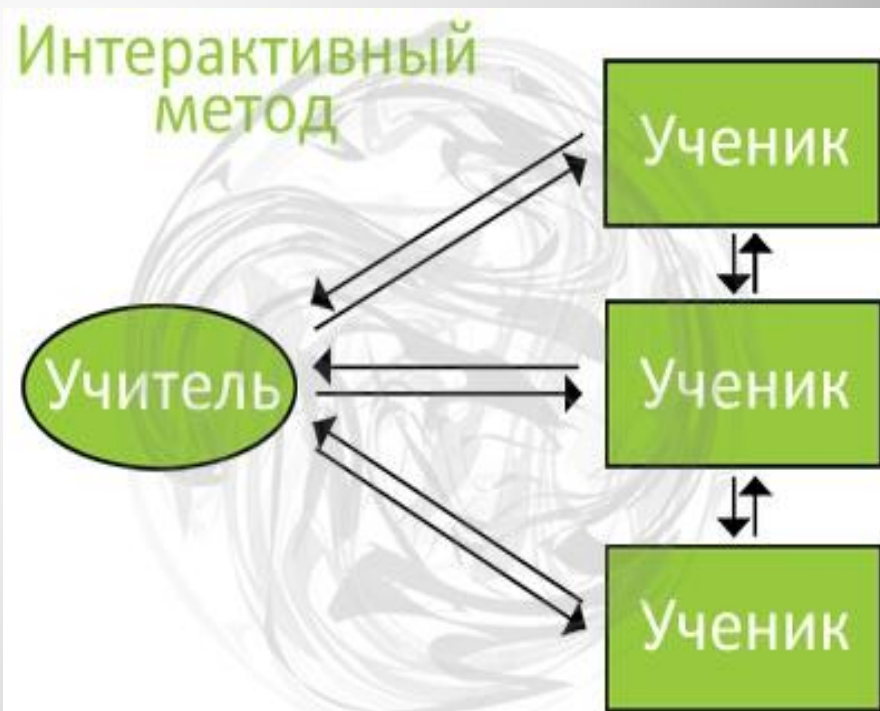 Интерактивный
метод
Ученик
Учитель
Ученик
Ученик